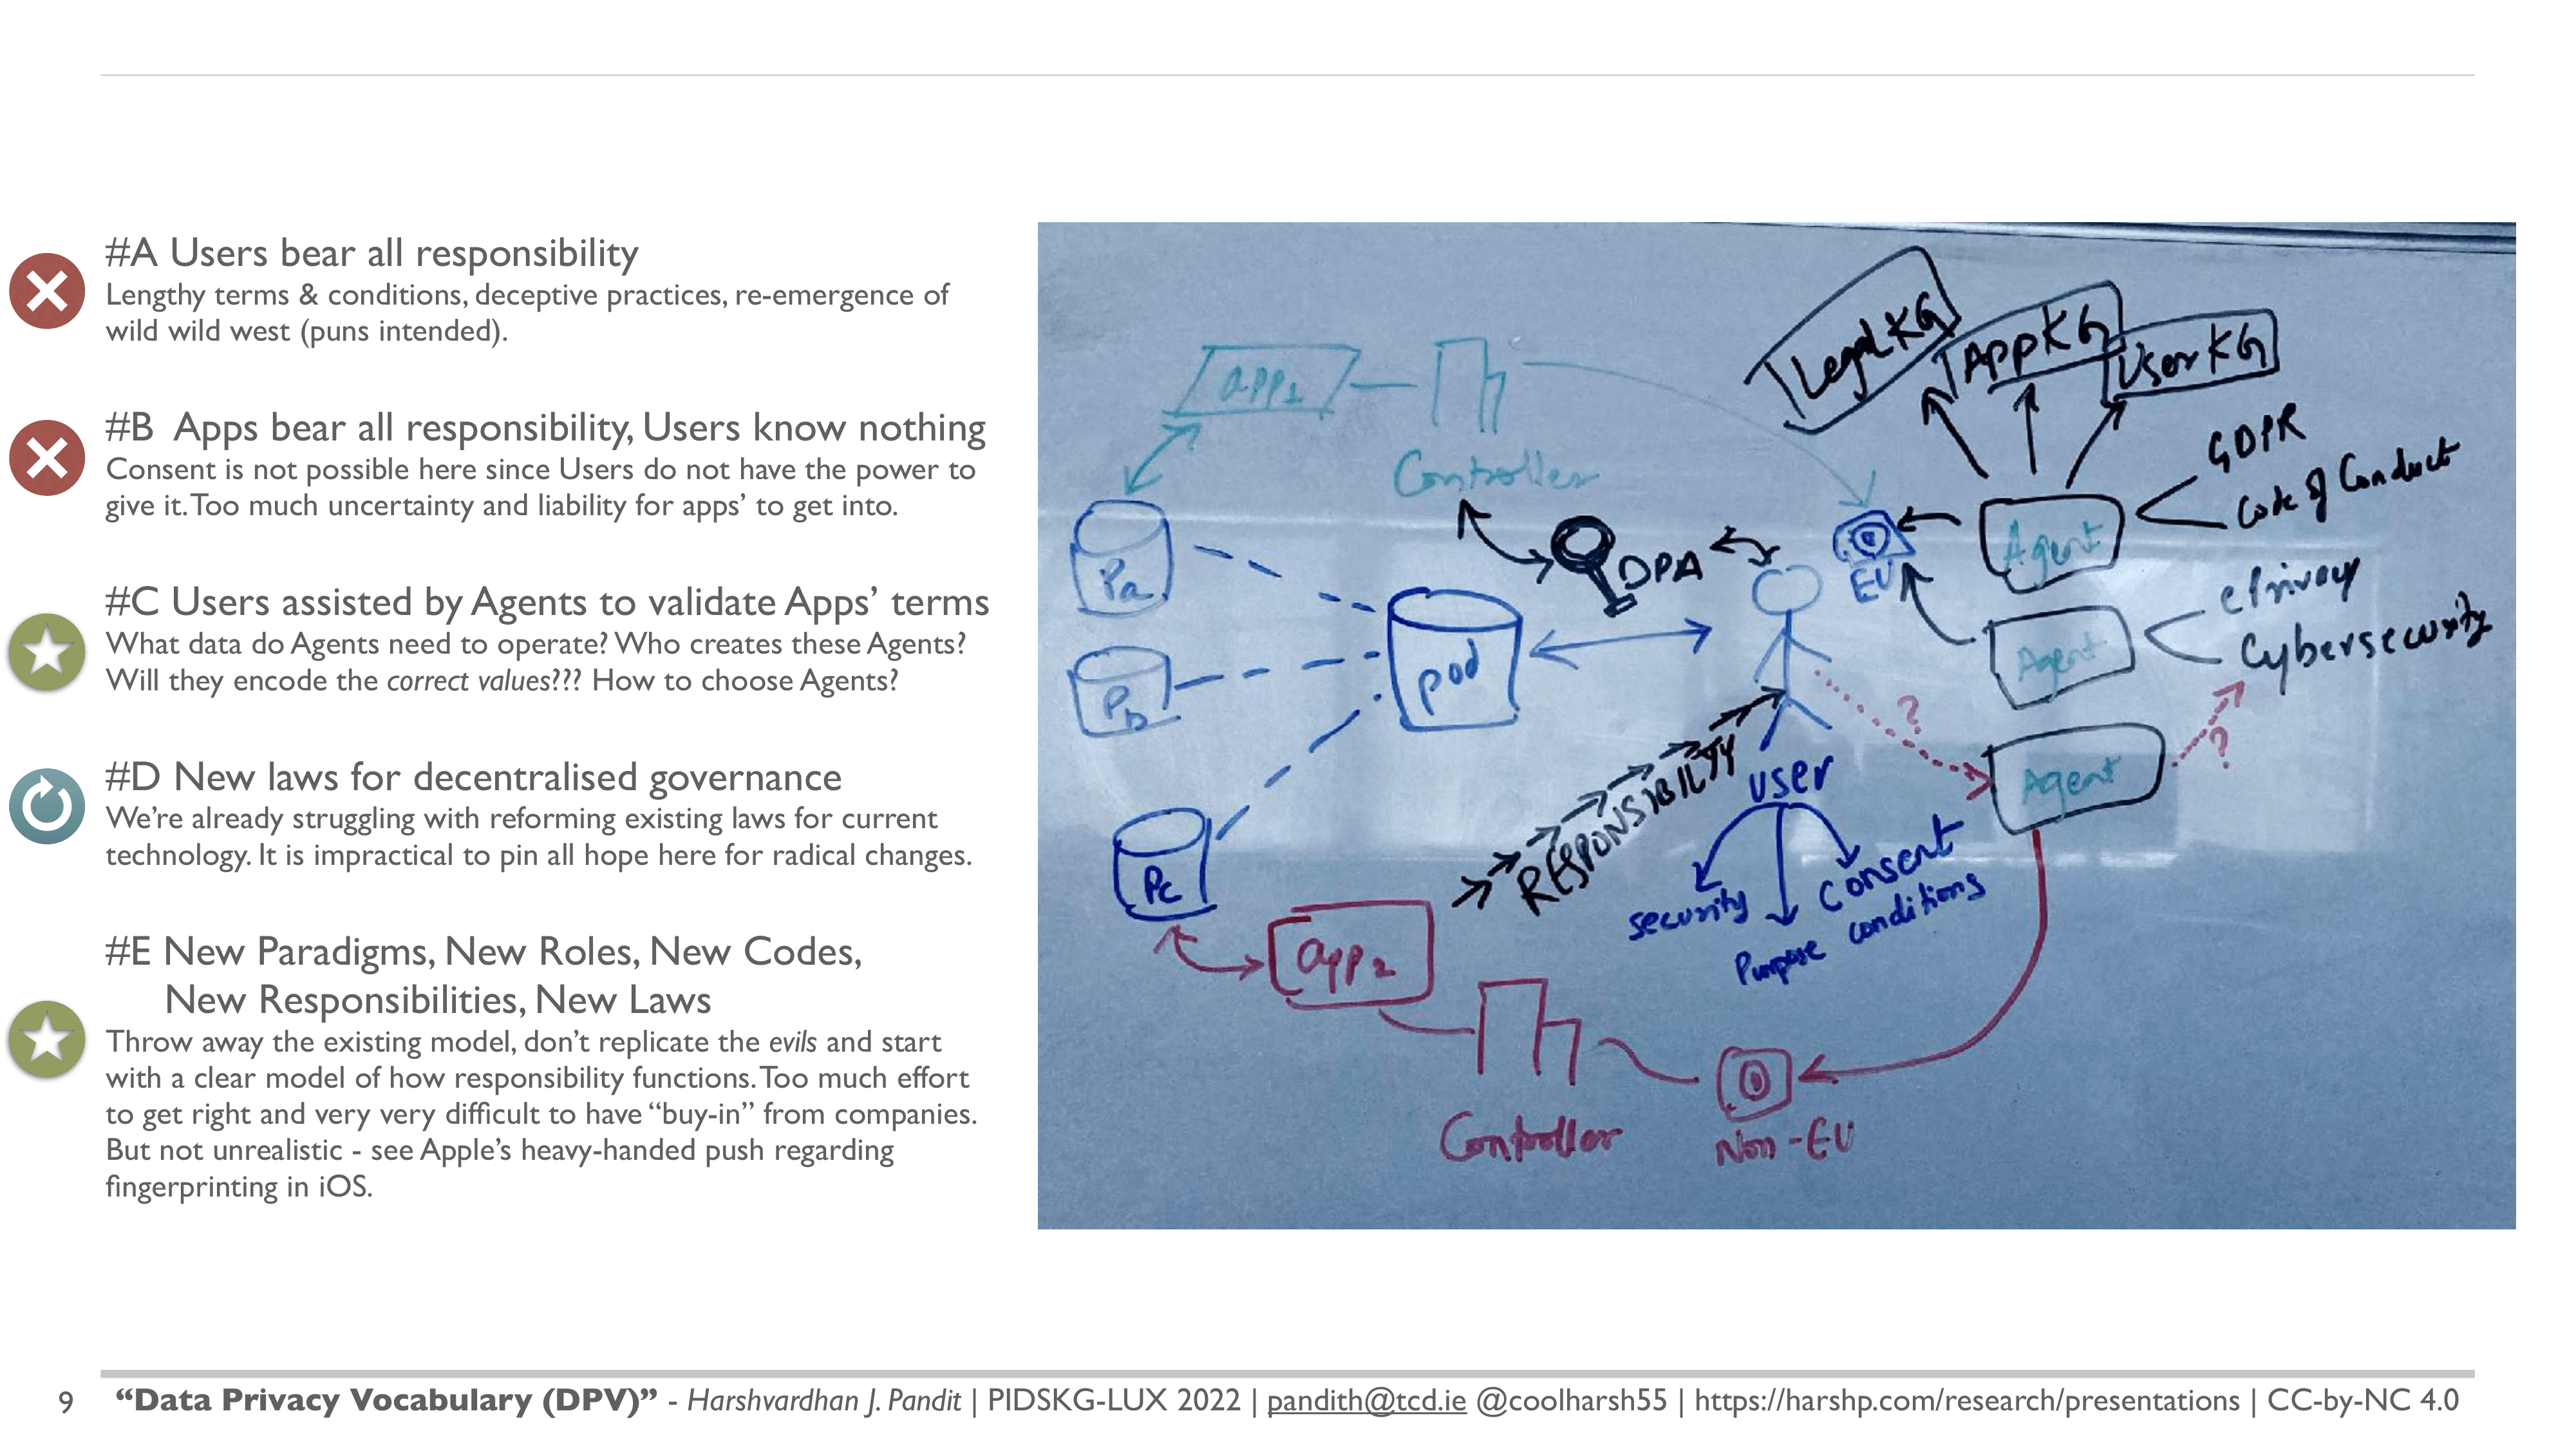 #A Users bear all responsibility
Lengthy terms & conditions, deceptive practices, re-emergence of
wild wild west (puns intended).
#B Apps bear all responsibility, Users know nothing
Consent is not possible here since Users do not have the power to
give it. Too much uncertainty and liability for apps’ to get into.
#C Users assisted by Agents to validate Apps’ terms
What data do Agents need to operate? Who creates these Agents?
Will they encode the correct values??? How to choose Agents?
#D New laws for decentralised governance
We’re already struggling with reforming existing laws for current
technology. It is impractical to pin all hope here for radical changes.
#E New Paradigms, New Roles, New Codes,
New Responsibilities, New Laws
Throw away the existing model, don’t replicate the evils and start
with a clear model of how responsibility functions. Too much effort
to get right and very very difficult to have “buy-in” from companies.
But not unrealistic - see Apple’s heavy-handed push regarding
fingerprinting in iOS.
Legal KG
App KG
User KG
app1
Controller
GDPR
Code of Conduct
Agent
DPA
EU
Pa
ePrivacy
Cybersecurity
Agent
pod
Pb
?
?
Agent
RESPONSIBILITY
user
Pc
security
Consent
Purpose conditions
app2
Controller
Non-EU
9 “Data Privacy Vocabulary (DPV)” - Harshvardhan J. Pandit | PIDSKG-LUX 2022 | pandith@tcd.ie @coolharsh55 | https://harshp.com/research/presentations | CC-by-NC 4.0